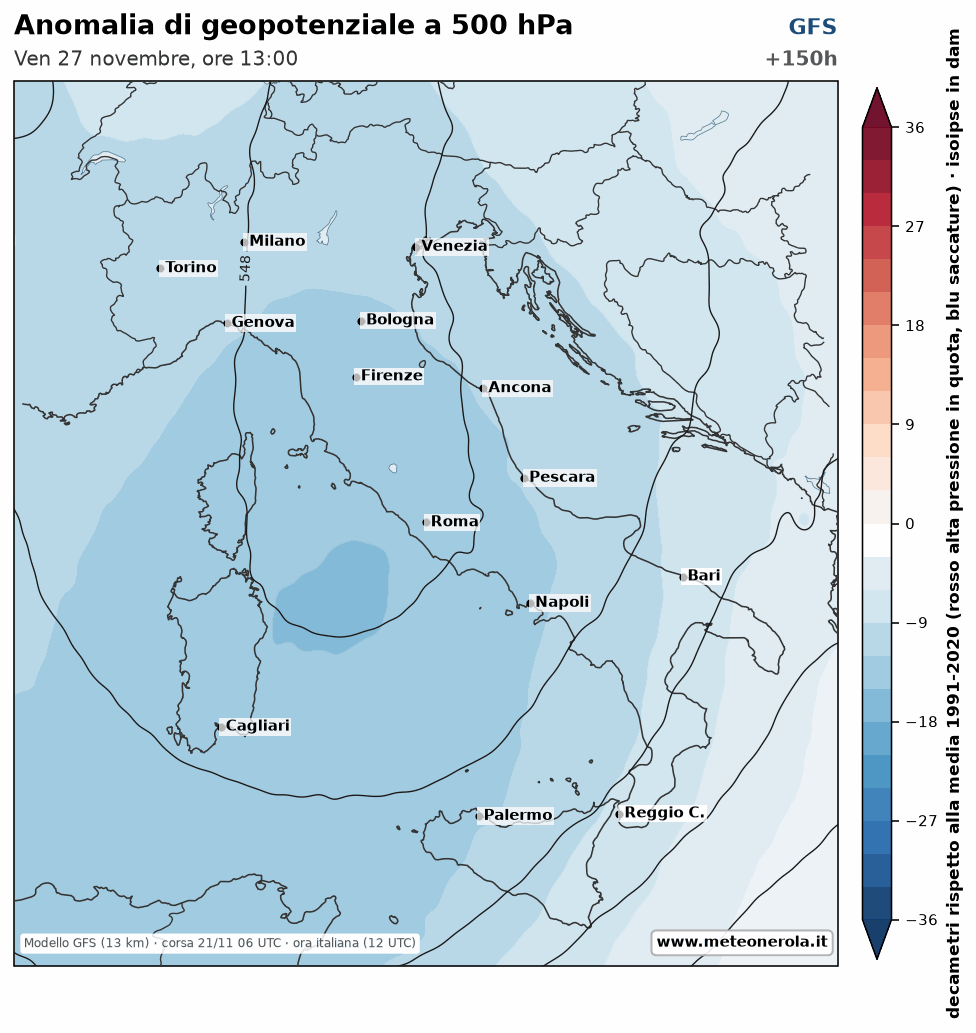 Anomalia di geopotenziale a 500 hPa
GFS
Ven 27 novembre, ore 13:00
+150h
Milano
Venezia
Torino
548
Genova
Bologna
Firenze
Ancona
Pescara
Roma
Bari
Napoli
Cagliari
Palermo
Reggio C.
Modello GFS (13 km) · corsa 21/11 06 UTC · ora italiana (12 UTC)
www.meteonerola.it
36
27
18
9
0
−9
−18
−27
−36
decametri rispetto alla media 1991-2020 (rosso alta pressione in quota, blu saccature) · isoipse in dam